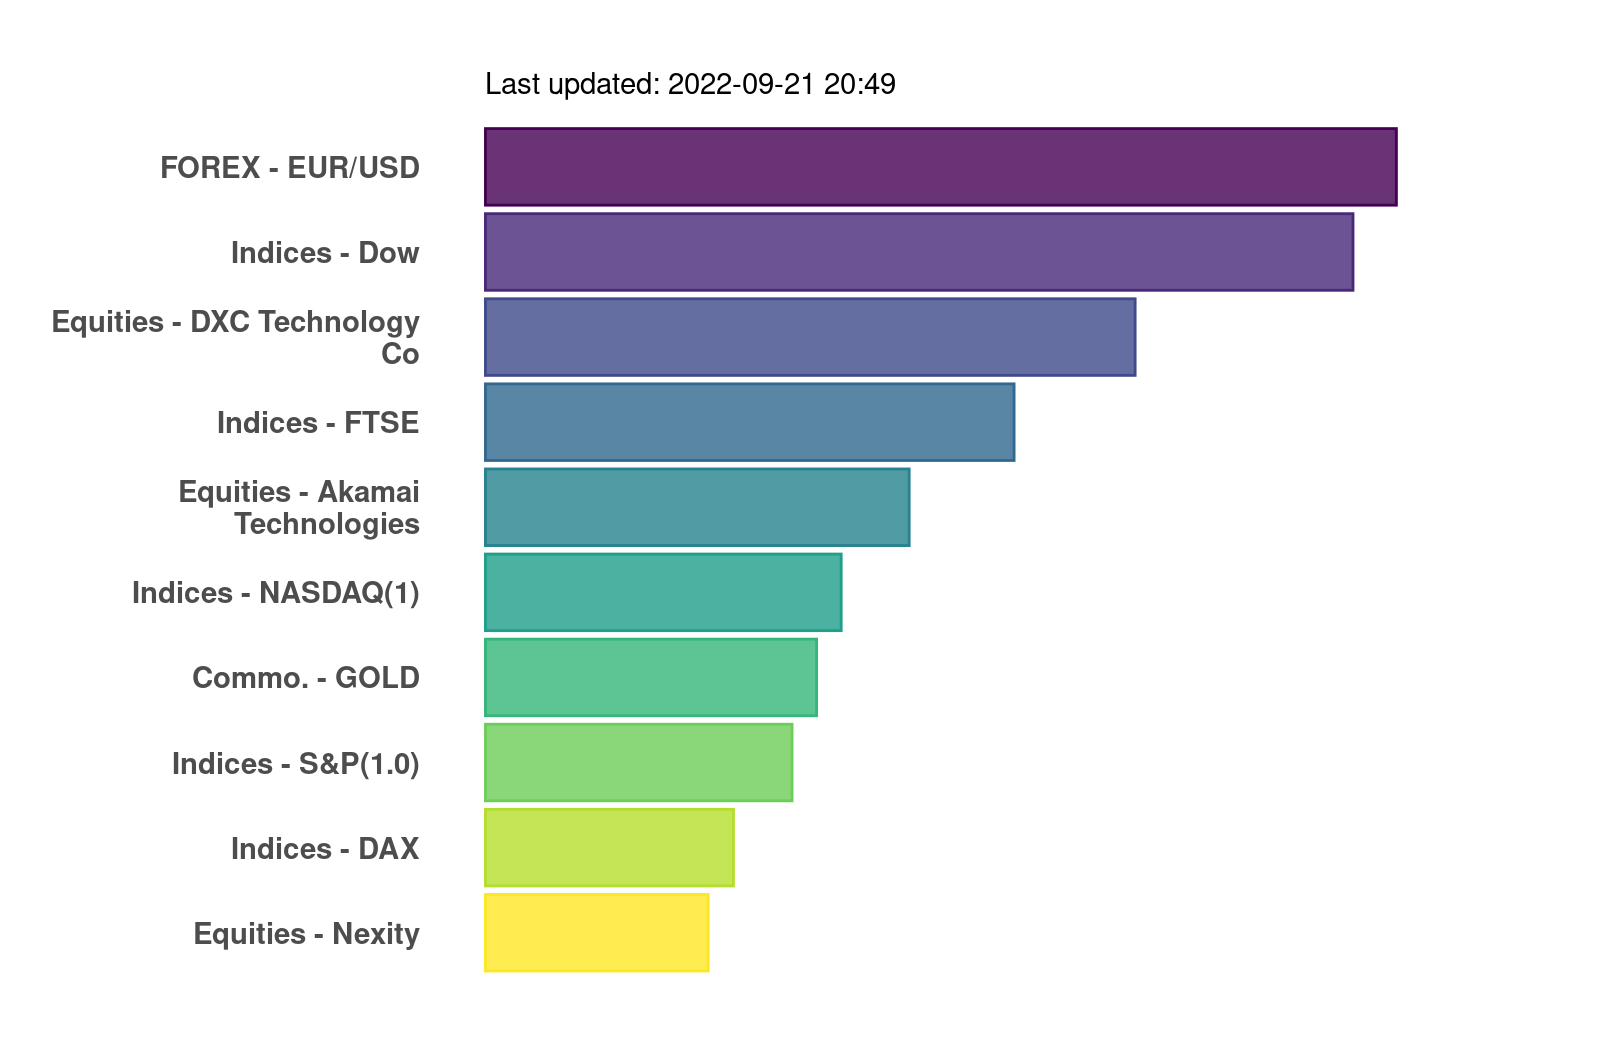 Last updated: 2022-09-21 20:49
FOREX - EUR/USD
Indices - Dow
Equities - DXC Technology
Co
Indices - FTSE
Equities - Akamai
Technologies
Indices - NASDAQ(1)
Commo. - GOLD
Indices - S&P(1.0)
Indices - DAX
Equities - Nexity